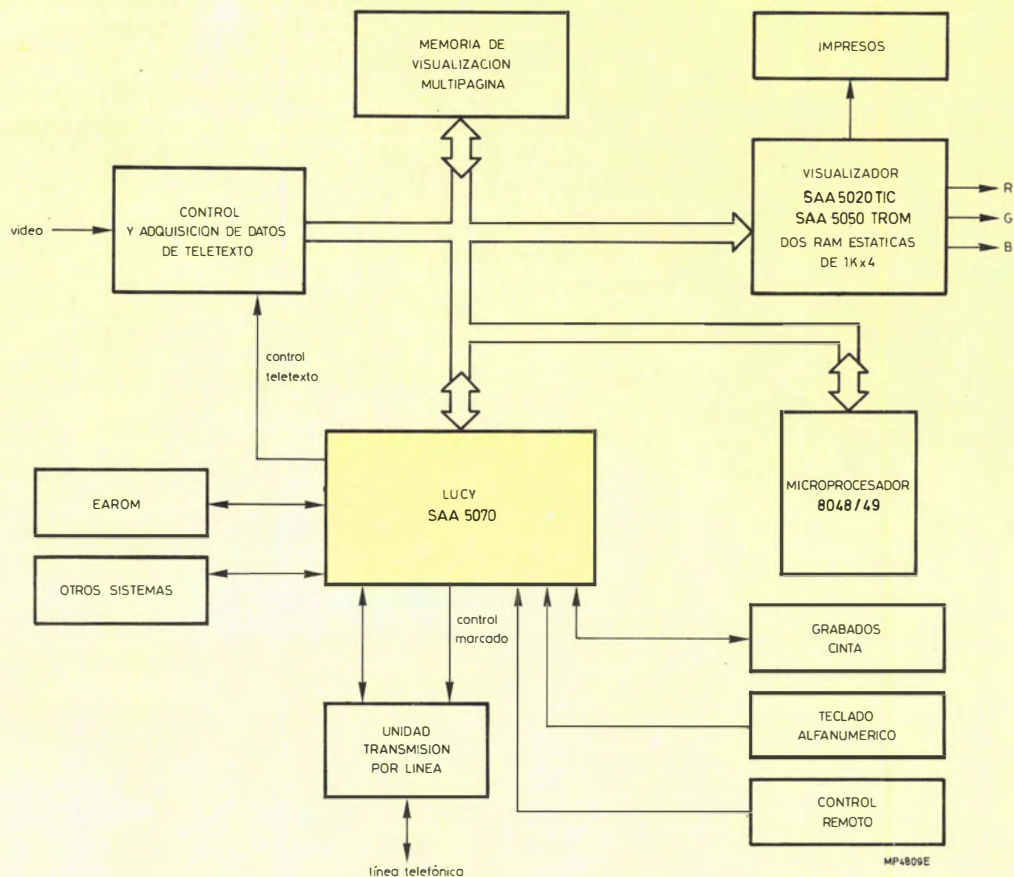 MEMORIA DE
VISUALIZACION
MULTIPAGINA
IMPRESOS
VISUALIZADOR
SAA 5020 TIC
SAA 5050 TROM
DOS RAM ESTATICAS
DE 1K x 4
R
G
B
video
CONTROL
Y ADQUISICION DE DATOS
DE TELETEXTO
control
teletexto
LUCY
SAA 5070
MICROPROCESADOR
8048/49
EAROM
OTROS SISTEMAS
control
marcado
GRABADOS
CINTA
UNIDAD
TRANSMISION
POR LINEA
TECLADO
ALFANUMERICO
CONTROL
REMOTO
línea telefónica
MP4809E